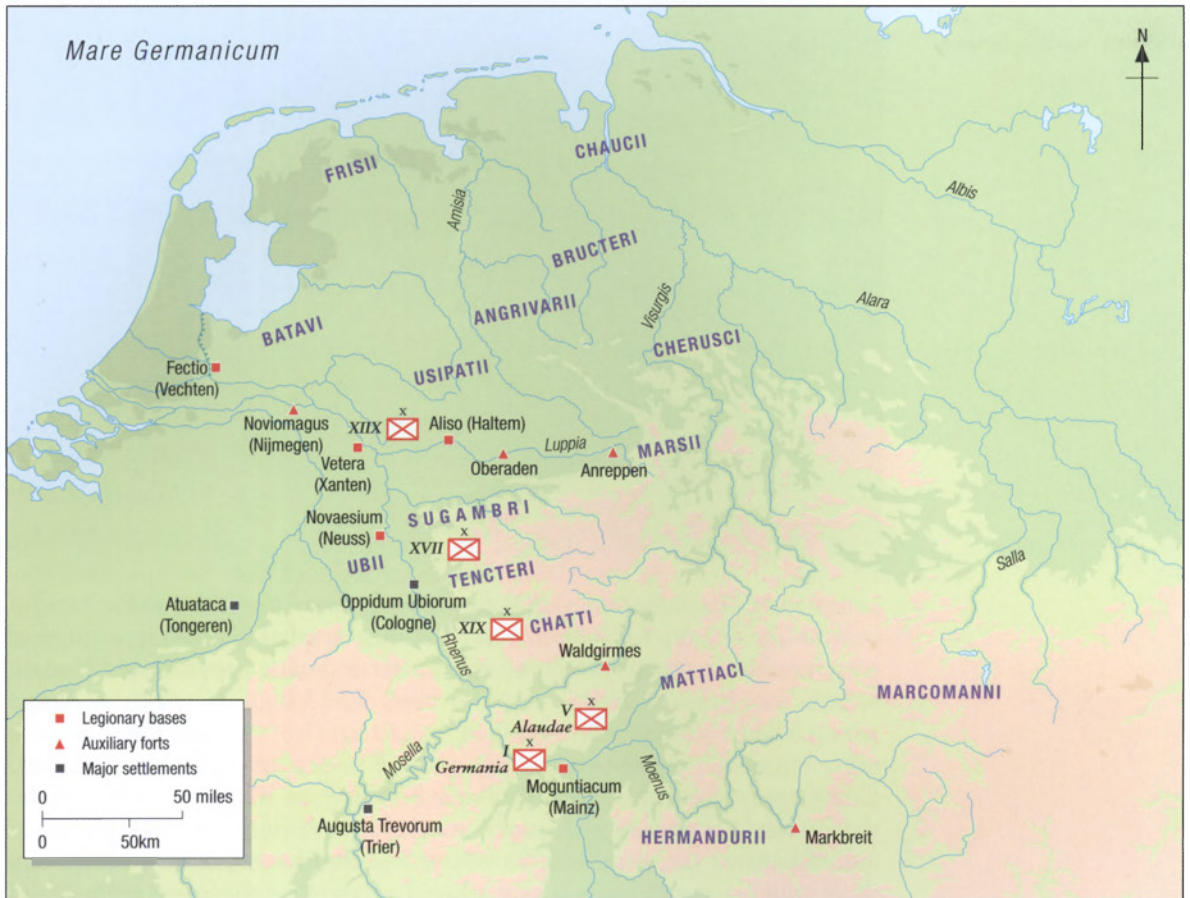 Mare Germanicum
N
CHAUCII
FRISII
Amisia
Albis
BRUCTERI
ANGRIVARII
Visurgis
Alara
BATAVI
CHERUSCI
Fectio
(Vechten)
USIPATII
Noviomagus
(Nijmegen)
x
XIIX
Aliso (Haltem)
Luppia
MARSII
Vetera
(Xanten)
Oberaden
Anreppen
SUGAMBRI
Novaesium
(Neuss)
x
XVII
UBII
TENCTERI
Salla
Oppidum Ubiorum
(Cologne)
Atuataca
(Tongeren)
x
XIX
CHATTI
Rhenus
Waldgirmes
MATTIACI
MARCOMANNI
x
V
Alaudae
x
I
Germania
Mosella
Moguntiacum
(Mainz)
Moenus
Augusta Trevorum
(Trier)
HERMANDURII
Markbreit
Legionary bases
Auxiliary forts
Major settlements
0 50 miles
0 50km